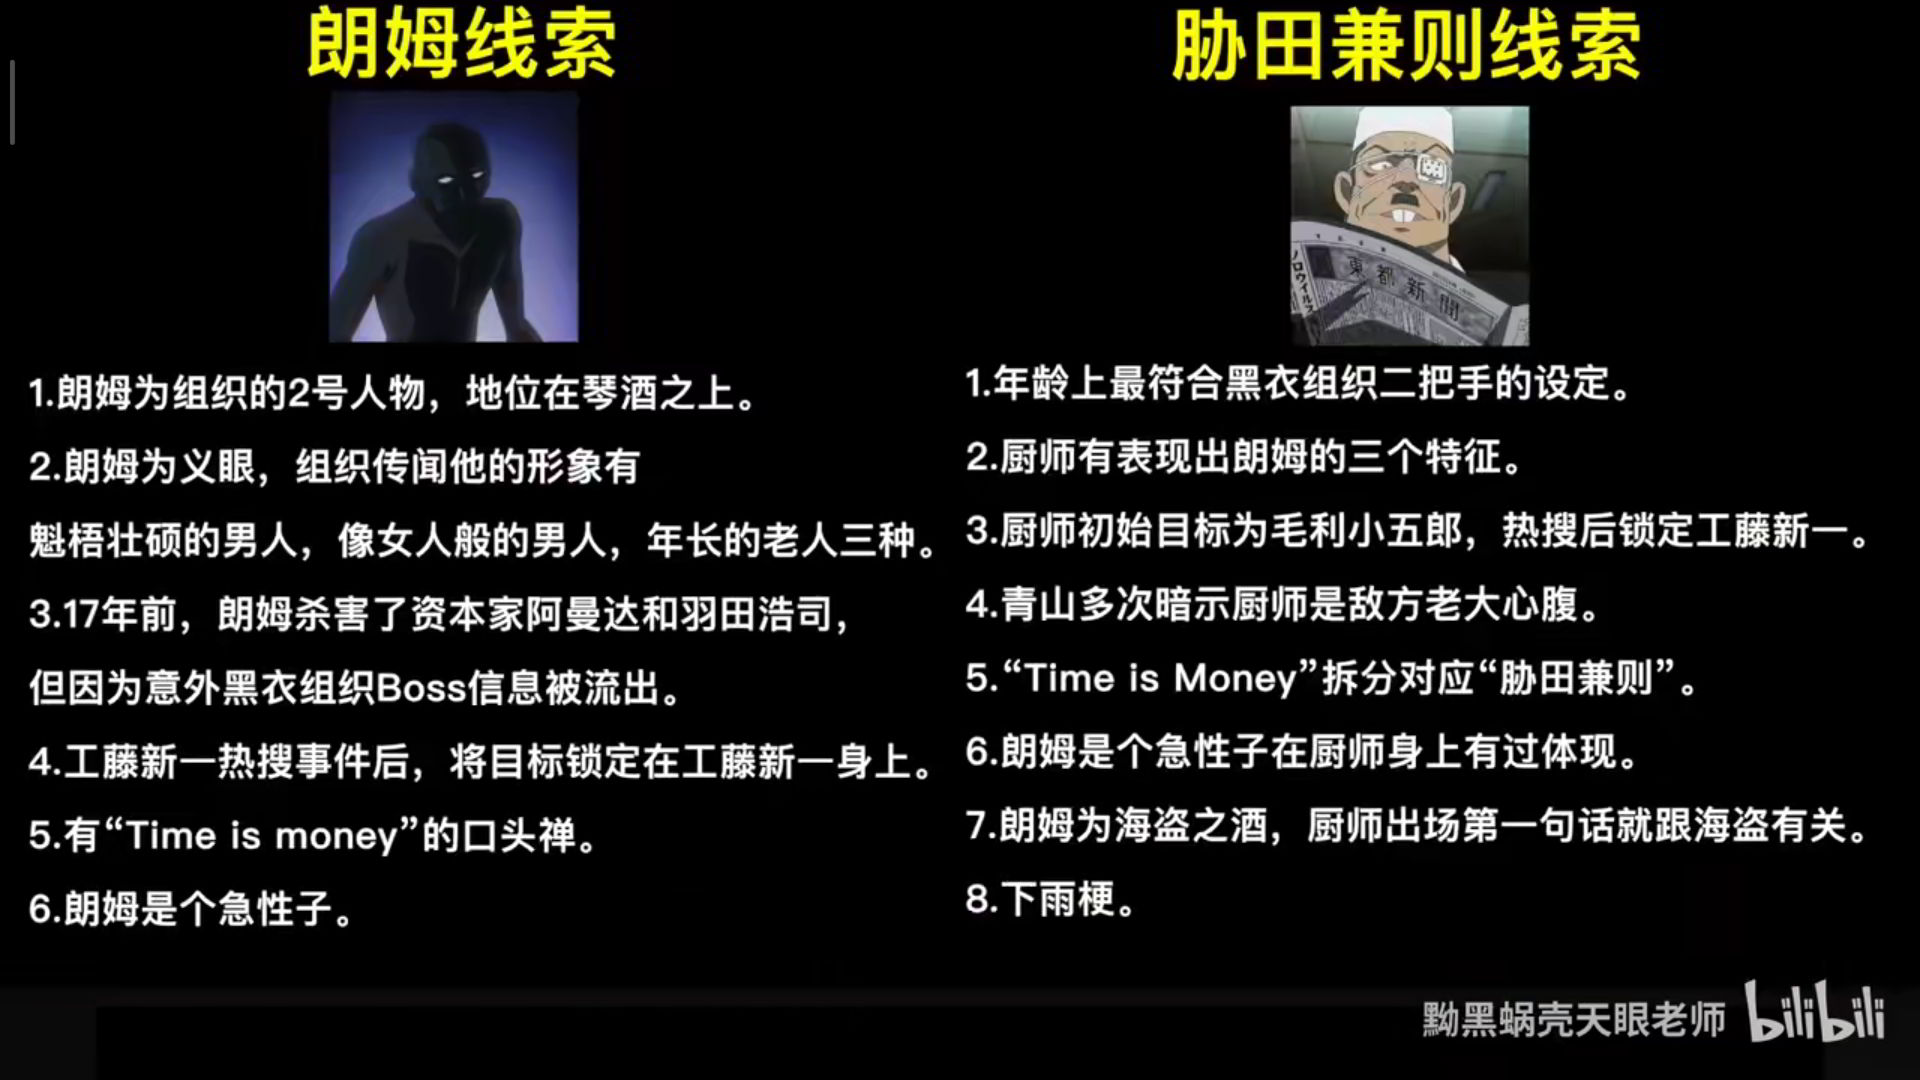 朗姆线索
1.朗姆为组织的2号人物，地位在琴酒之上。
2.朗姆为义眼，组织传闻他的形象有
魁梧壮硕的男人，像女人般的男人，年长的老人三种。
3.17年前，朗姆杀害了资本家阿曼达和羽田浩司，
但因为意外黑衣组织Boss信息被流出。
4.工藤新一热搜事件后，将目标锁定在工藤新一身上。
5.有“Time is money”的口头禅。
6.朗姆是个急性子。
胁田兼则线索
東都新聞
ノロウイルス
1.年龄上最符合黑衣组织二把手的设定。
2.厨师有表现出朗姆的三个特征。
3.厨师初始目标为毛利小五郎，热搜后锁定工藤新一。
4.青山多次暗示厨师是敌方老大心腹。
5.“Time is Money”拆分对应“胁田兼则”。
6.朗姆是个急性子在厨师身上有过体现。
7.朗姆为海盗之酒，厨师出场第一句话就跟海盗有关。
8.下雨梗。
黝黑蜗壳天眼老师 bilibili